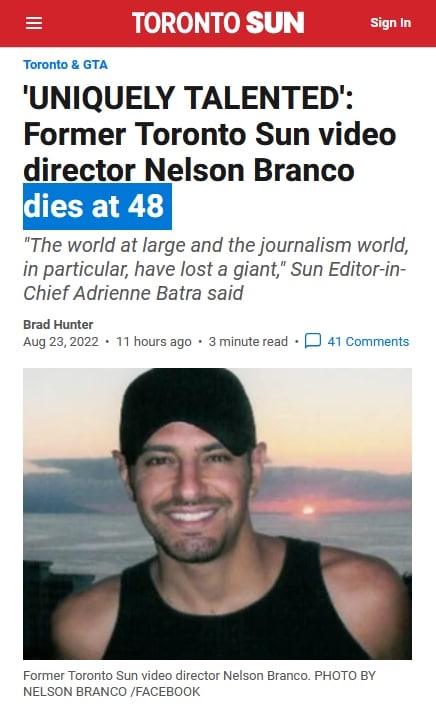 TORONTO SUN
Sign In
Toronto & GTA
'UNIQUELY TALENTED':
Former Toronto Sun video
director Nelson Branco
dies at 48
"The world at large and the journalism world,
in particular, have lost a giant," Sun Editor-in-
Chief Adrienne Batra said
Brad Hunter
Aug 23, 2022 • 11 hours ago • 3 minute read • 41 Comments
Former Toronto Sun video director Nelson Branco. PHOTO BY
NELSON BRANCO /FACEBOOK